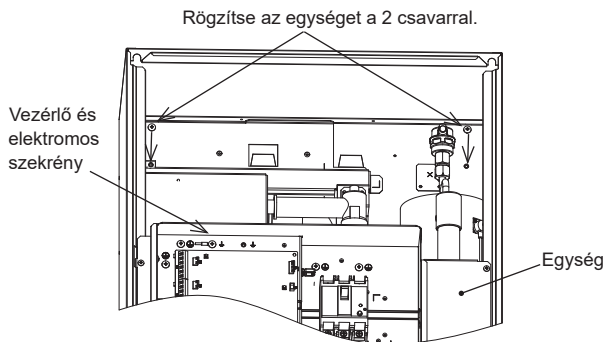 Rögzítse az egységet a 2 csavarral.
Vezérlő és
elektromos
szekrény
Egység